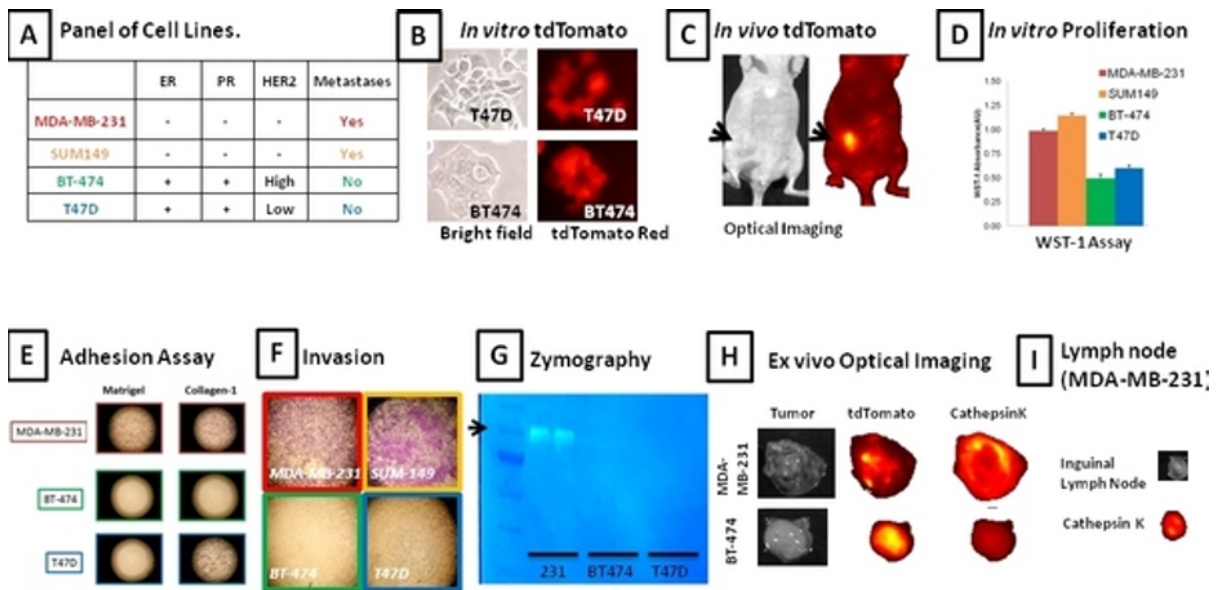 A Panel of Cell Lines.
ER PR HER2 Metastases
MDA-MB-231 - - - Yes
SUM149 - - - Yes
BT-474 + + High No
T47D + + Low No
B In vitro tdTomato
T47D T47D
BT474 BT474
Bright field tdTomato Red
C In vivo tdTomato
Optical Imaging
D In vitro Proliferation
MDA-MB-231
SUM149
BT-474
T47D
WST-1 Absorbance(AU)
1.50
1.25
1.00
0.75
0.50
0.25
0.00
WST-1 Assay
E Adhesion Assay
Matrigel Collagen-1
MDA-MB-231
BT-474
T47D
F Invasion
MDA-MB-231 SUM-149
BT-474 T47D
G Zymography
231 BT474 T47D
H Ex vivo Optical Imaging
Tumor tdTomato CathepsinK
MDA-
MB-231
BT-474
I Lymph node
(MDA-MB-231)
Inguinal
Lymph Node
Cathepsin K